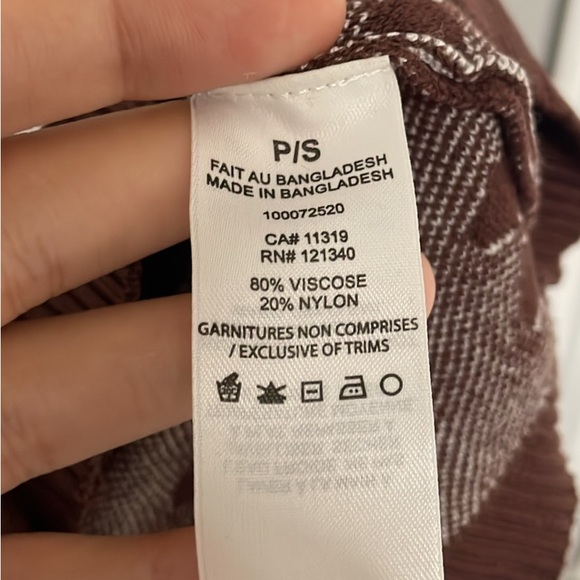 P/S
FAIT AU BANGLADESH
MADE IN BANGLADESH
100072520
CA# 11319
RN# 121340
80% VISCOSE
20% NYLON
GARNITURES NON COMPRISES
/ EXCLUSIVE OF TRIMS